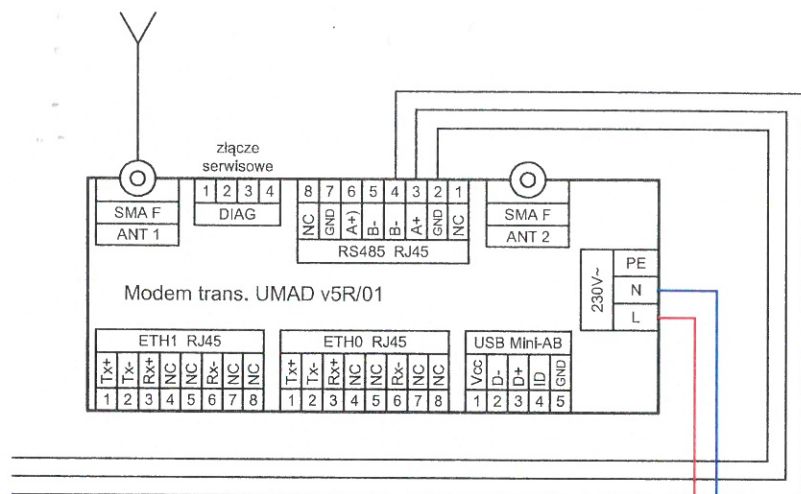 złącze
serwisowe
1 2 3 4
8 7 6 5 4 3 2 1
SMA F
DIAG
NC GND A+) B- B- A+ GND NC
SMA F
ANT 1
RS485 RJ45
ANT 2
230V~
PE
N
L
Modem trans. UMAD v5R/01
ETH1 RJ45
ETH0 RJ45
USB Mini-AB
Tx+ Tx- Rx+ NC NC Rx- NC NC
Tx+ Tx- Rx+ NC NC Rx- NC NC
Vcc D- D+ ID GND
1 2 3 4 5 6 7 8
1 2 3 4 5 6 7 8
1 2 3 4 5